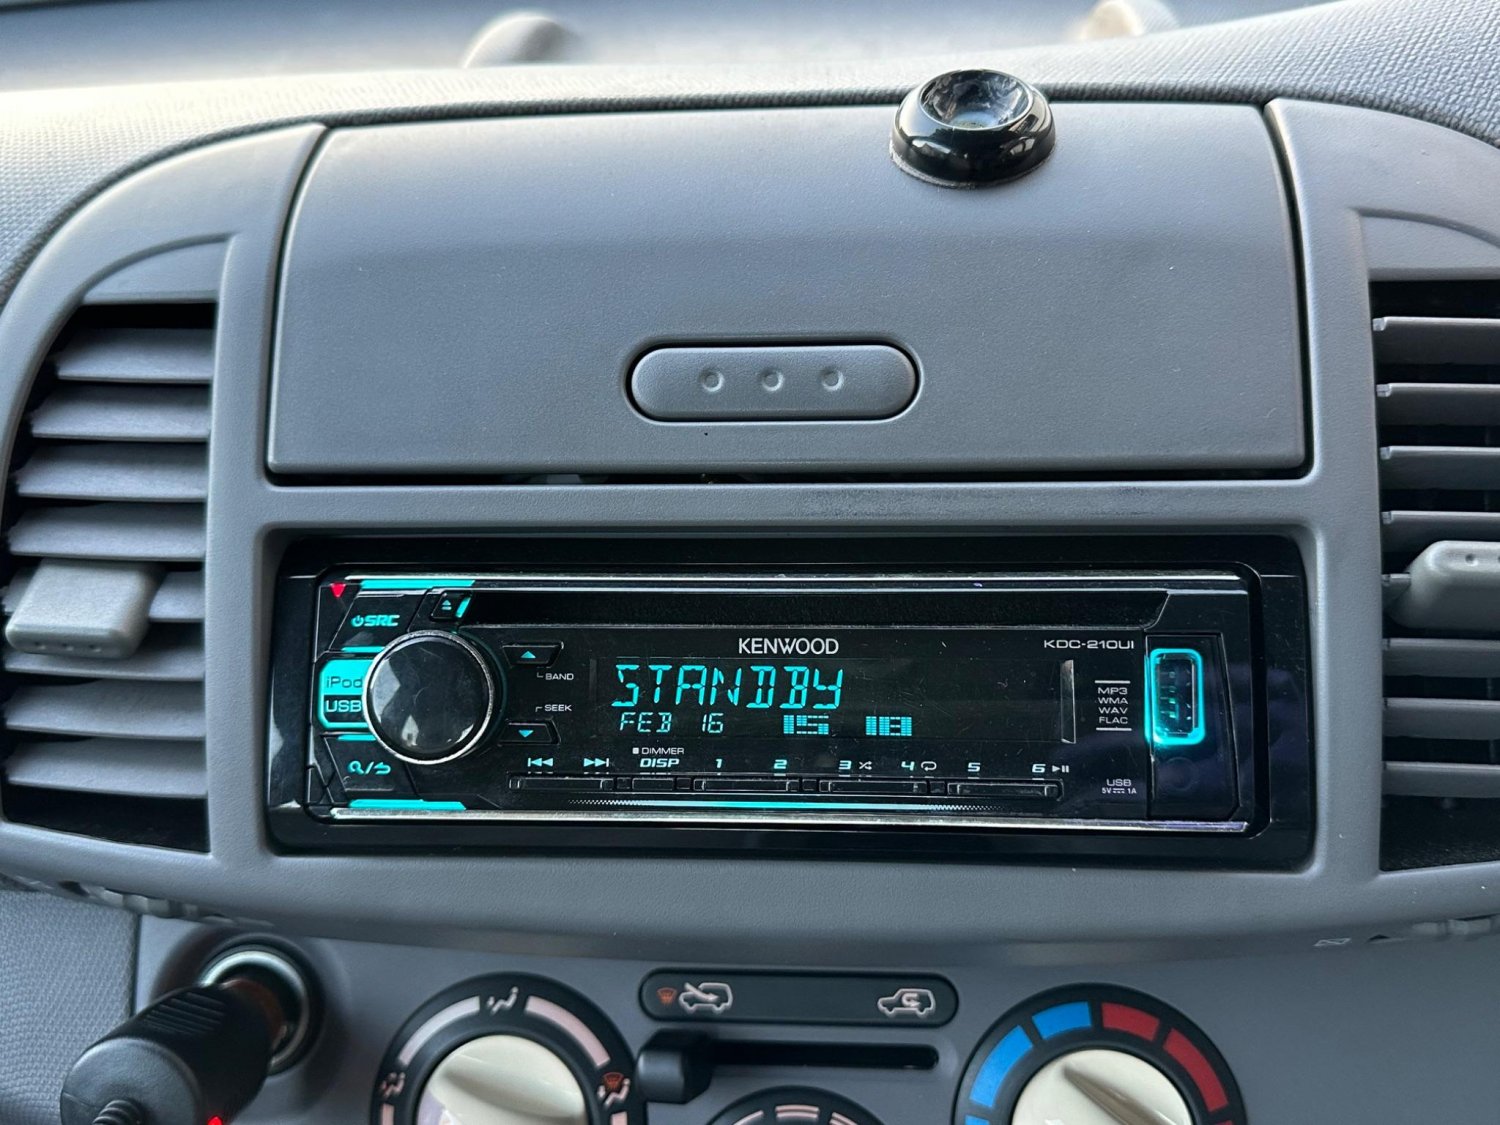 SRC
KENWOOD
KDC-210UI
iPod
USB
BAND
SEEK
STANDBY
FEB 16 15 18
MP3
WMA
WAV
FLAC
DIMMER
DISP 1 2 3 4 5 6
USB
5V 1A